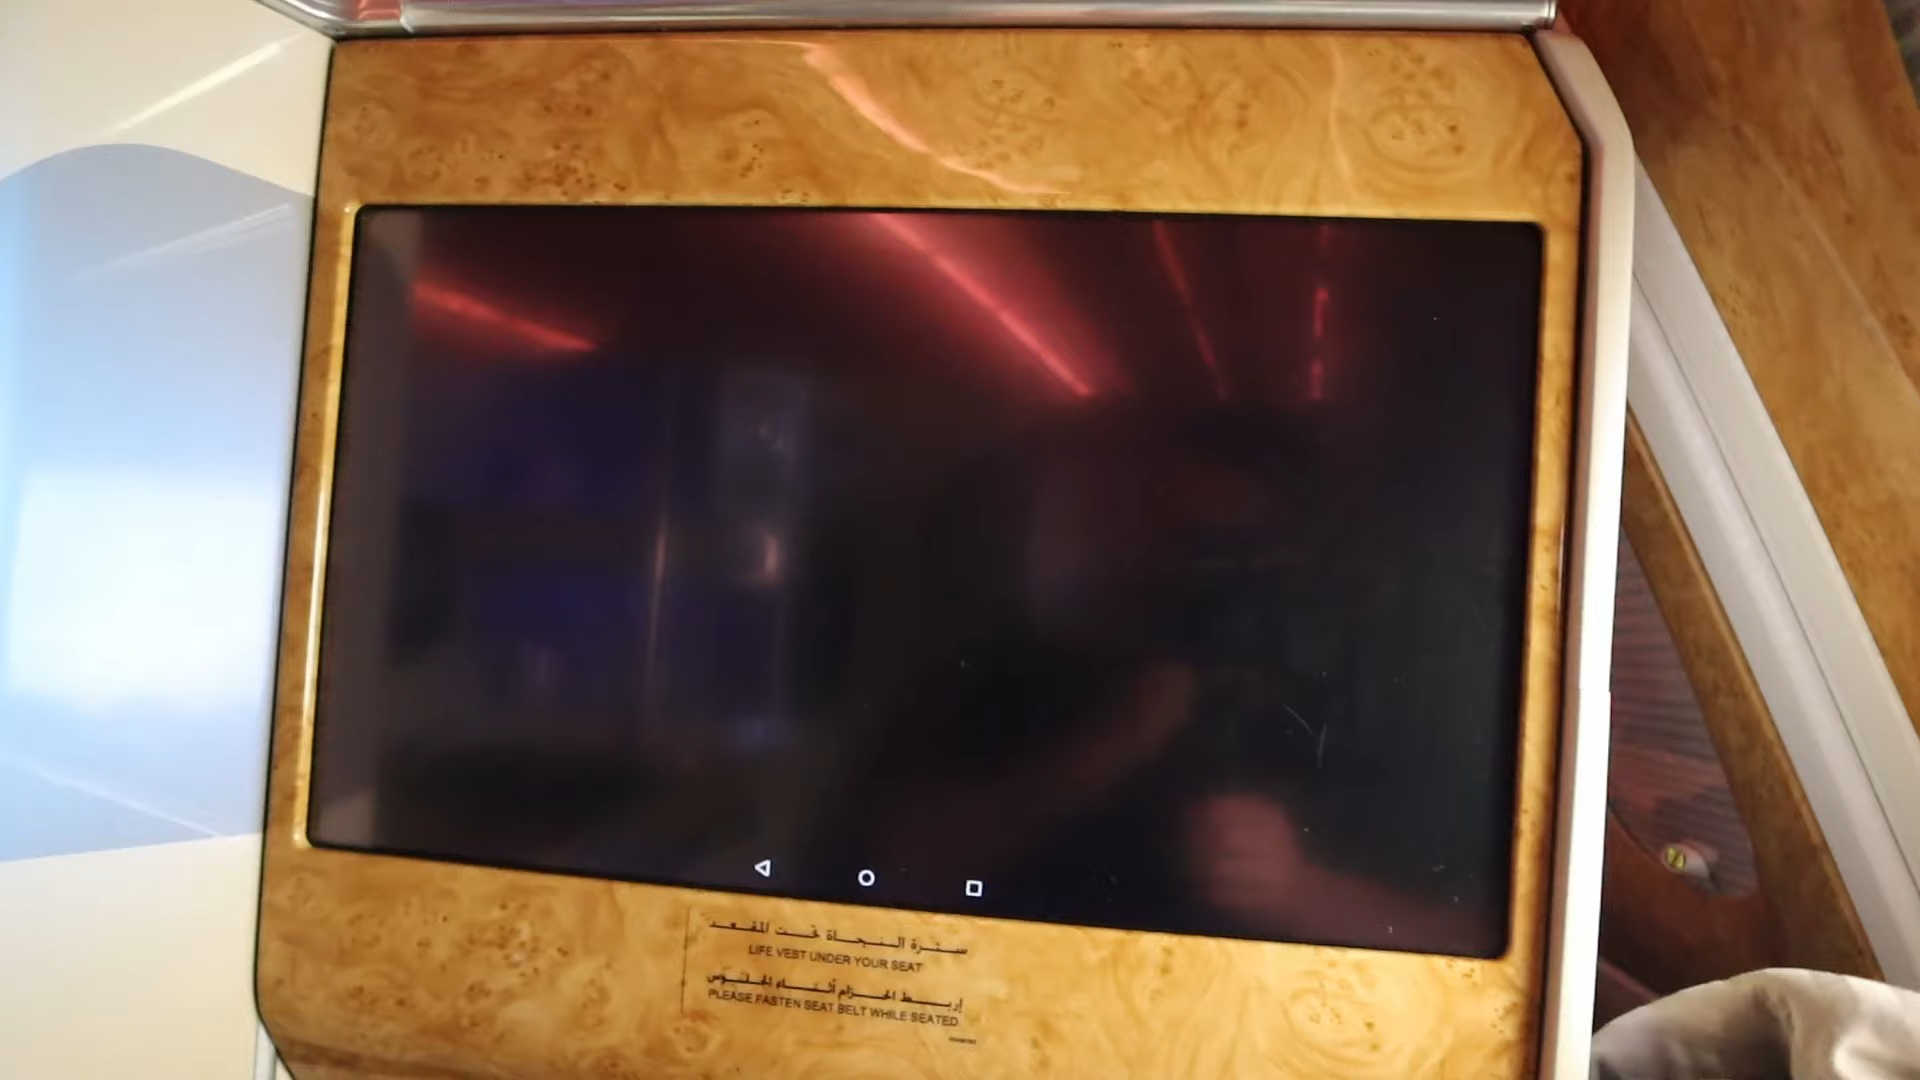 سترة النجاة تحت المقعد
LIFE VEST UNDER YOUR SEAT
إربط الحزام أثناء الجلوس
PLEASE FASTEN SEAT BELT WHILE SEATED